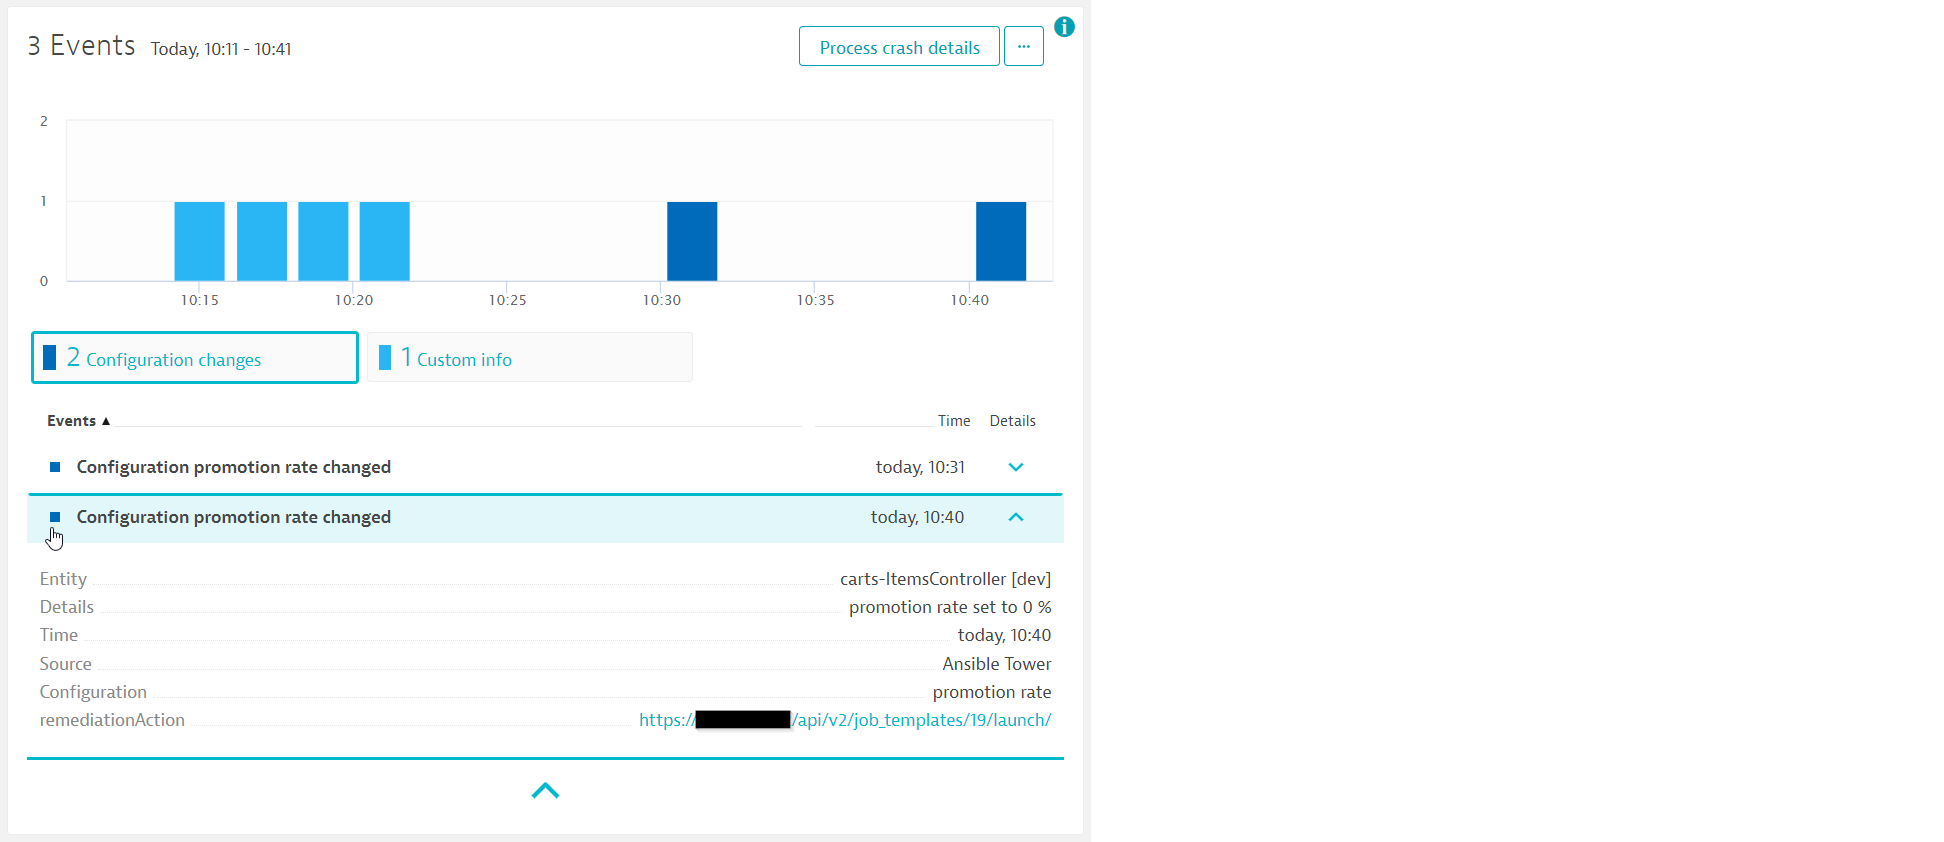 3 Events Today, 10:11 - 10:41
Process crash details ...
i
2
1
0
10:15 10:20 10:25 10:30 10:35 10:40
2 Configuration changes 1 Custom info
Events ▲ Time Details
Configuration promotion rate changed today, 10:31
Configuration promotion rate changed today, 10:40
Entity carts-ItemsController [dev]
Details promotion rate set to 0 %
Time today, 10:40
Source Ansible Tower
Configuration promotion rate
remediationAction https:// /api/v2/job_templates/19/launch/